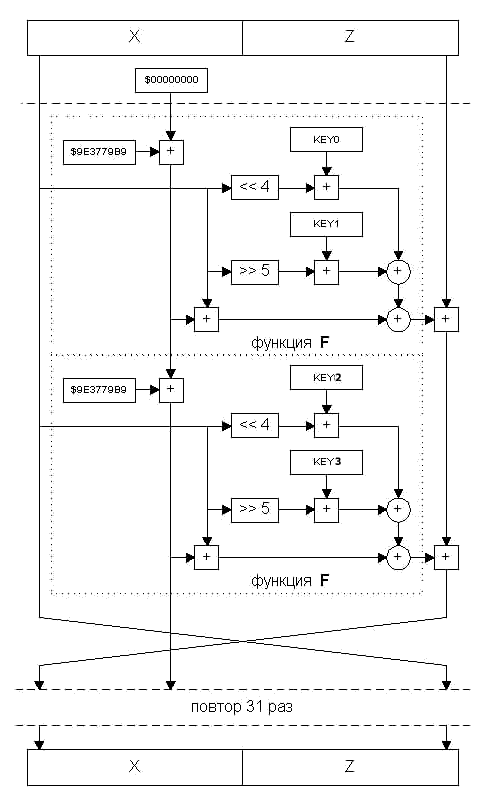 X Z
$00000000
KEY0
$9E3779B9 +
<< 4 +
KEY1
>> 5 + +
+ + +
функция F
KEY2
$9E3779B9 +
<< 4 +
KEY3
>> 5 + +
+ + +
функция F
повтор 31 раз
X Z